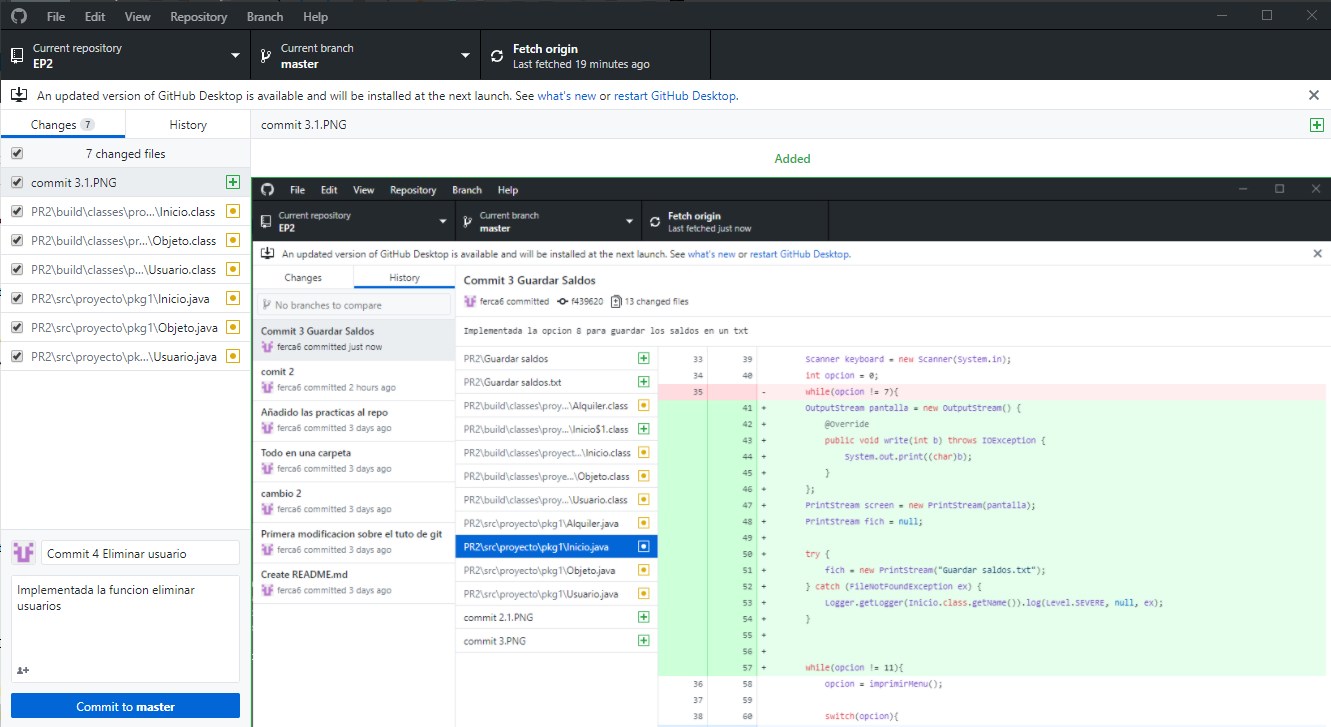 File Edit View Repository Branch Help
Current repository
EP2
Current branch
master
Fetch origin
Last fetched 19 minutes ago
An updated version of GitHub Desktop is available and will be installed at the next launch. See what's new or restart GitHub Desktop.
Changes 7
History
commit 3.1.PNG
7 changed files
commit 3.1.PNG
PR2\build\classes\pro...\Inicio.class
PR2\build\classes\pr...\Objeto.class
PR2\build\classes\p...\Usuario.class
PR2\src\proyecto\pkg1\Inicio.java
PR2\src\proyecto\pkg1\Objeto.java
PR2\src\proyecto\pk...\Usuario.java
Commit 4 Eliminar usuario
Implementada la funcion eliminar
usuarios
Commit to master
Added
File Edit View Repository Branch Help
Current repository
EP2
Current branch
master
Fetch origin
Last fetched just now
An updated version of GitHub Desktop is available and will be installed at the next launch. See what's new or restart GitHub Desktop.
Changes
History
No branches to compare
Commit 3 Guardar Saldos
ferca6 committed just now
comit 2
ferca6 committed 2 hours ago
Añadido las practicas al repo
ferca6 committed 3 days ago
Todo en una carpeta
ferca6 committed 3 days ago
cambio 2
ferca6 committed 3 days ago
Primera modificacion sobre el tuto de git
ferca6 committed 3 days ago
Create README.md
ferca6 committed 3 days ago
Commit 3 Guardar Saldos
ferca6 committed f439620 13 changed files
Implementada la opcion 8 para guardar los saldos en un txt
PR2\Guardar saldos
PR2\Guardar saldos.txt
PR2\build\classes\proy...\Alquiler.class
PR2\build\classes\proy...\Inicio$1.class
PR2\build\classes\proyect...\Inicio.class
PR2\build\classes\proye...\Objeto.class
PR2\build\classes\proy...\Usuario.class
PR2\src\proyecto\pkg1\Alquiler.java
PR2\src\proyecto\pkg1\Inicio.java
PR2\src\proyecto\pkg1\Objeto.java
PR2\src\proyecto\pkg1\Usuario.java
commit 2.1.PNG
commit 3.PNG
33 39 Scanner keyboard = new Scanner(System.in);
34 40 int opcion = 0;
35 - while(opcion != 7){
41 + OutputStream pantalla = new OutputStream() {
42 + @Override
43 + public void write(int b) throws IOException {
44 + System.out.print((char)b);
45 + }
46 + };
47 + PrintStream screen = new PrintStream(pantalla);
48 + PrintStream fich = null;
49 +
50 + try {
51 + fich = new PrintStream("Guardar saldos.txt");
52 + } catch (FileNotFoundException ex) {
53 + Logger.getLogger(Inicio.class.getName()).log(Level.SEVERE, null, ex);
54 + }
55 +
56 +
57 + while(opcion != 11){
36 58 opcion = imprimirMenu();
37 59
38 60 switch(opcion){